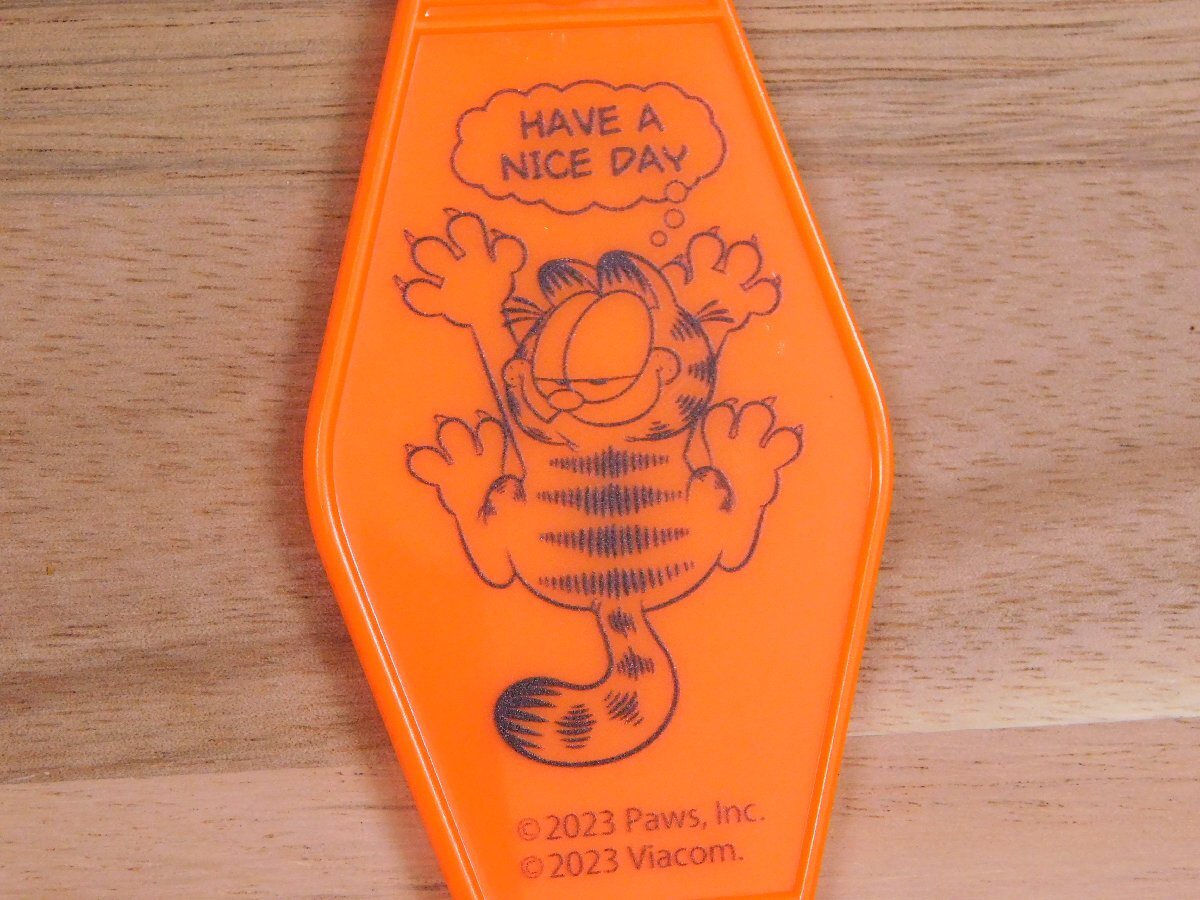 HAVE A
NICE DAY
©2023 Paws, Inc.
©2023 Viacom.